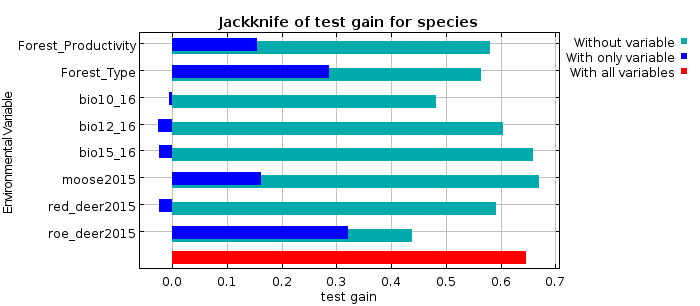 Jackknife of test gain for species
Without variable
With only variable
With all variables
Environmental Variable
Forest_Productivity
Forest_Type
bio10_16
bio12_16
bio15_16
moose2015
red_deer2015
roe_deer2015
0.0 0.1 0.2 0.3 0.4 0.5 0.6 0.7
test gain